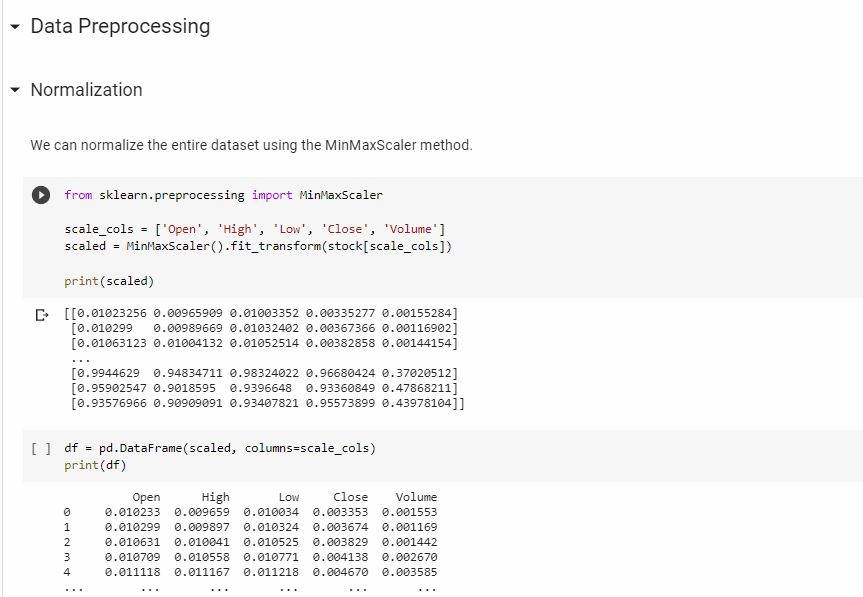 Data Preprocessing
Normalization
We can normalize the entire dataset using the MinMaxScaler method.
from sklearn.preprocessing import MinMaxScaler
scale_cols = ['Open', 'High', 'Low', 'Close', 'Volume']
scaled = MinMaxScaler().fit_transform(stock[scale_cols])
print(scaled)
[[0.01023256 0.00965909 0.01003352 0.00335277 0.00155284]
[0.010299   0.00989669 0.01032402 0.00367366 0.00116902]
[0.01063123 0.01004132 0.01052514 0.00382858 0.00144154]
...
[0.9944629  0.94834711 0.98324022 0.96680424 0.37020512]
[0.95902547 0.9018595  0.9396648  0.93360849 0.47868211]
[0.93576966 0.90909091 0.93407821 0.95573899 0.43978104]]
[ ] df = pd.DataFrame(scaled, columns=scale_cols)
print(df)
Open High Low Close Volume
0 0.010233 0.009659 0.010034 0.003353 0.001553
1 0.010299 0.009897 0.010324 0.003674 0.001169
2 0.010631 0.010041 0.010525 0.003829 0.001442
3 0.010709 0.010558 0.010771 0.004138 0.002670
4 0.011118 0.011167 0.011218 0.004670 0.003585
... ... ... ... ... ...